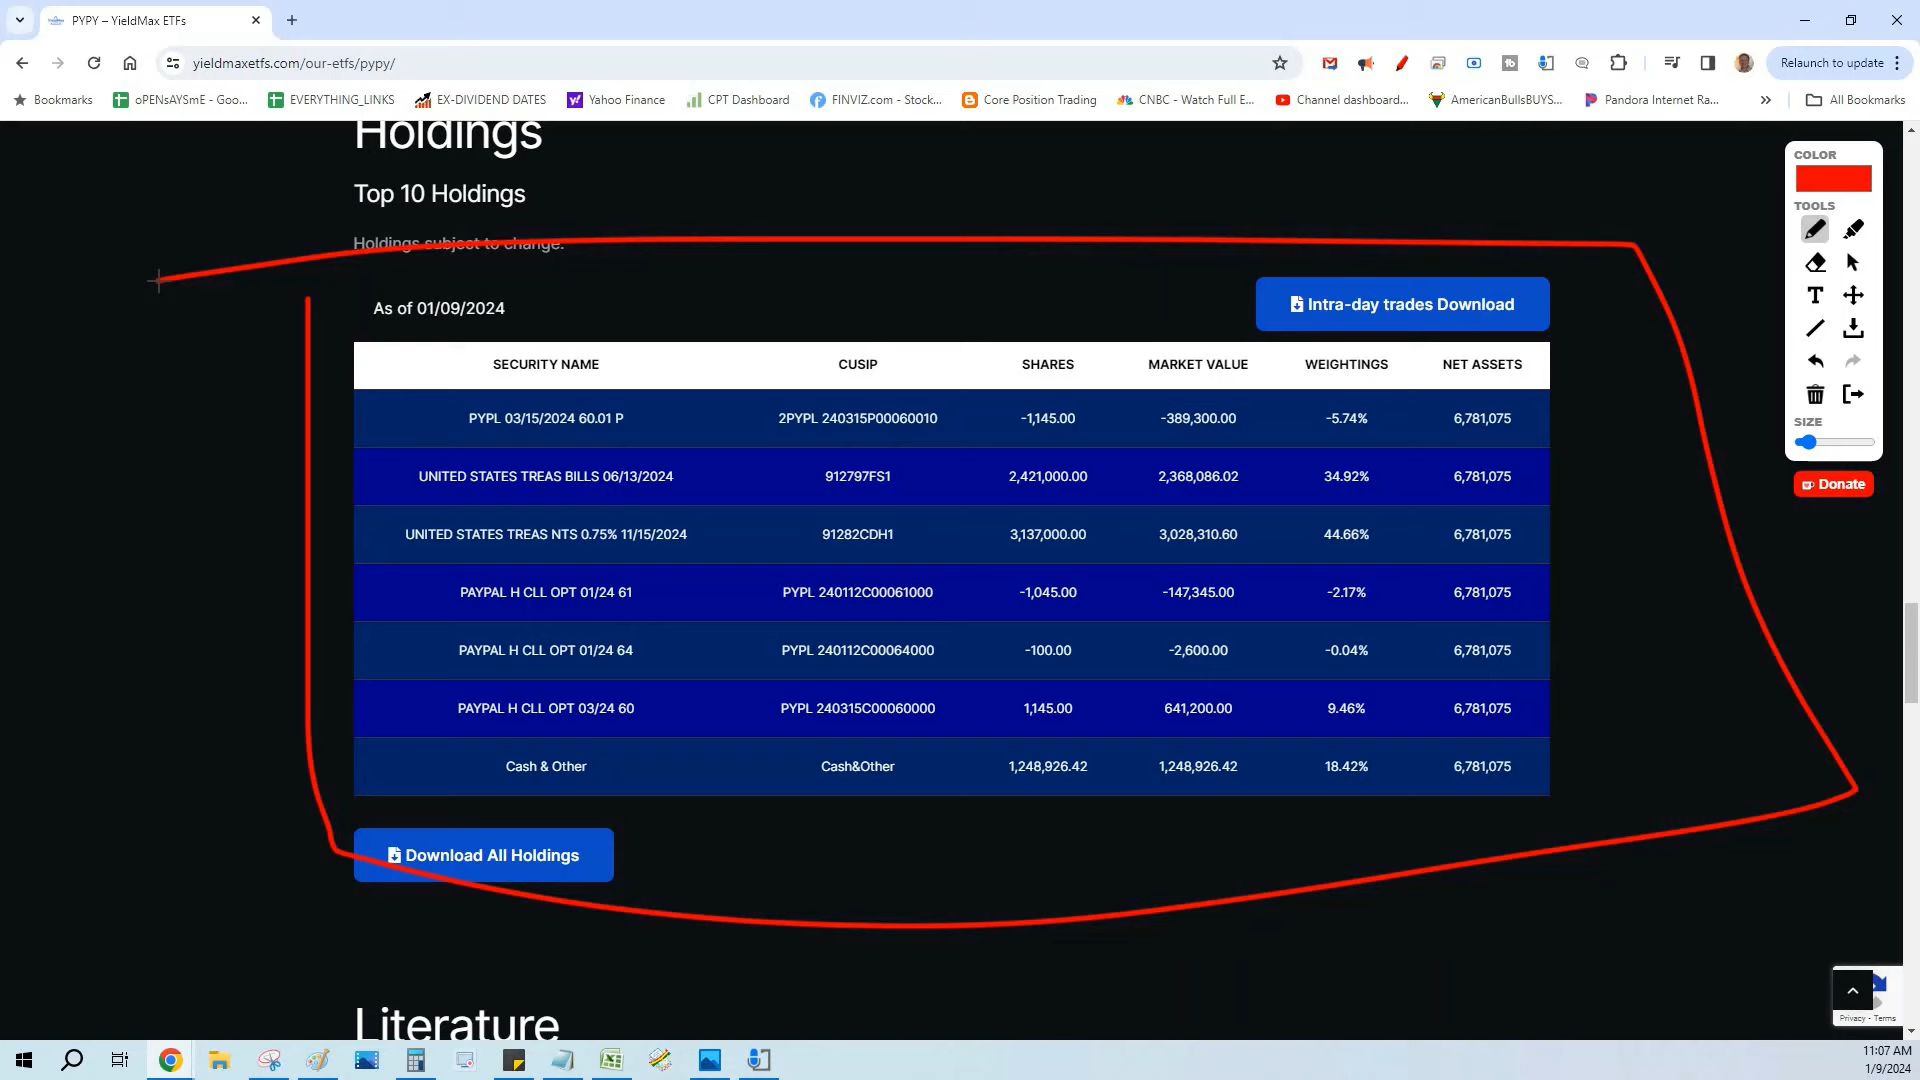 PYPY – YieldMax ETFs
yieldmaxetfs.com/our-etfs/pypy/
Relaunch to update
Bookmarks
oPENsAYSmE - Goo...
EVERYTHING_LINKS
EX-DIVIDEND DATES
Yahoo Finance
CPT Dashboard
FINVIZ.com - Stock...
Core Position Trading
CNBC - Watch Full E...
Channel dashboard...
AmericanBullsBUYS...
Pandora Internet Ra...
All Bookmarks
Holdings
Top 10 Holdings
Holdings subject to change.
As of 01/09/2024
Intra-day trades Download
SECURITY NAME CUSIP SHARES MARKET VALUE WEIGHTINGS NET ASSETS
PYPL 03/15/2024 60.01 P 2PYPL 240315P00060010 -1,145.00 -389,300.00 -5.74% 6,781,075
UNITED STATES TREAS BILLS 06/13/2024 912797FS1 2,421,000.00 2,368,086.02 34.92% 6,781,075
UNITED STATES TREAS NTS 0.75% 11/15/2024 91282CDH1 3,137,000.00 3,028,310.60 44.66% 6,781,075
PAYPAL H CLL OPT 01/24 61 PYPL 240112C00061000 -1,045.00 -147,345.00 -2.17% 6,781,075
PAYPAL H CLL OPT 01/24 64 PYPL 240112C00064000 -100.00 -2,600.00 -0.04% 6,781,075
PAYPAL H CLL OPT 03/24 60 PYPL 240315C00060000 1,145.00 641,200.00 9.46% 6,781,075
Cash & Other Cash&Other 1,248,926.42 1,248,926.42 18.42% 6,781,075
Download All Holdings
Literature
COLOR
TOOLS
T
SIZE
Donate
Privacy - Terms
11:07 AM
1/9/2024